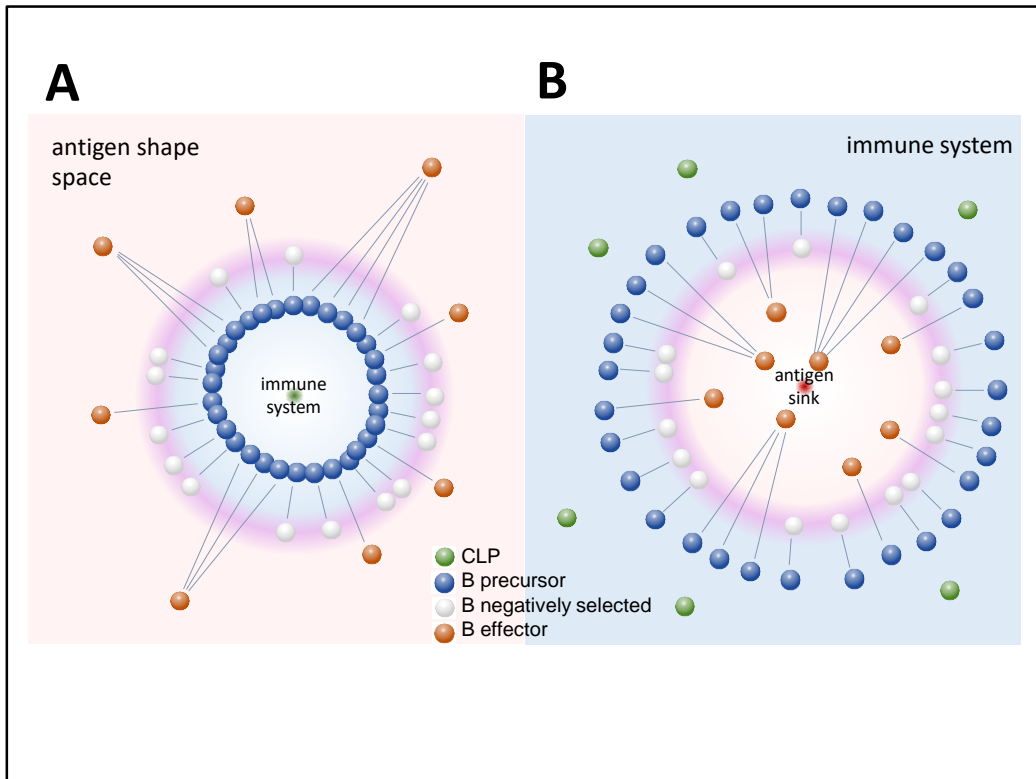 A
B
antigen shape
space
immune system
immune
system
antigen
sink
CLP
B precursor
B negatively selected
B effector